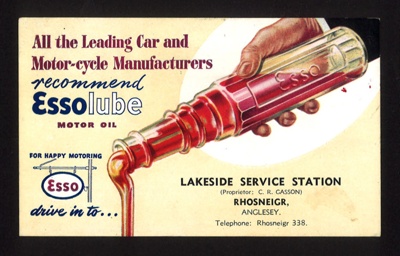 All the Leading Car and
Motor-cycle Manufacturers
recommend
Essolube
MOTOR OIL
Esso
FOR HAPPY MOTORING
Esso
drive in to...
LAKESIDE SERVICE STATION
(Proprietor: C. R. GASSON)
RHOSNEIGR,
ANGLESEY.
Telephone: Rhosneigr 338.